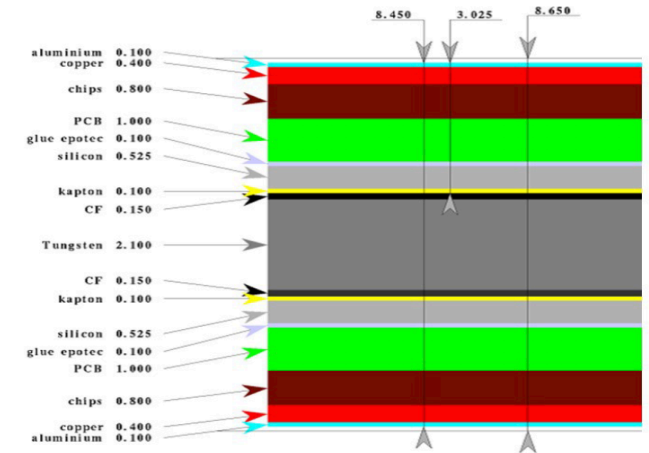 8.450 3.025 8.650
aluminium 0.100
copper 0.400
chips 0.800
PCB 1.000
glue epotec 0.100
silicon 0.525
kapton 0.100
CF 0.150
Tungsten 2.100
CF 0.150
kapton 0.100
silicon 0.525
glue epotec 0.100
PCB 1.000
chips 0.800
copper 0.400
aluminium 0.100